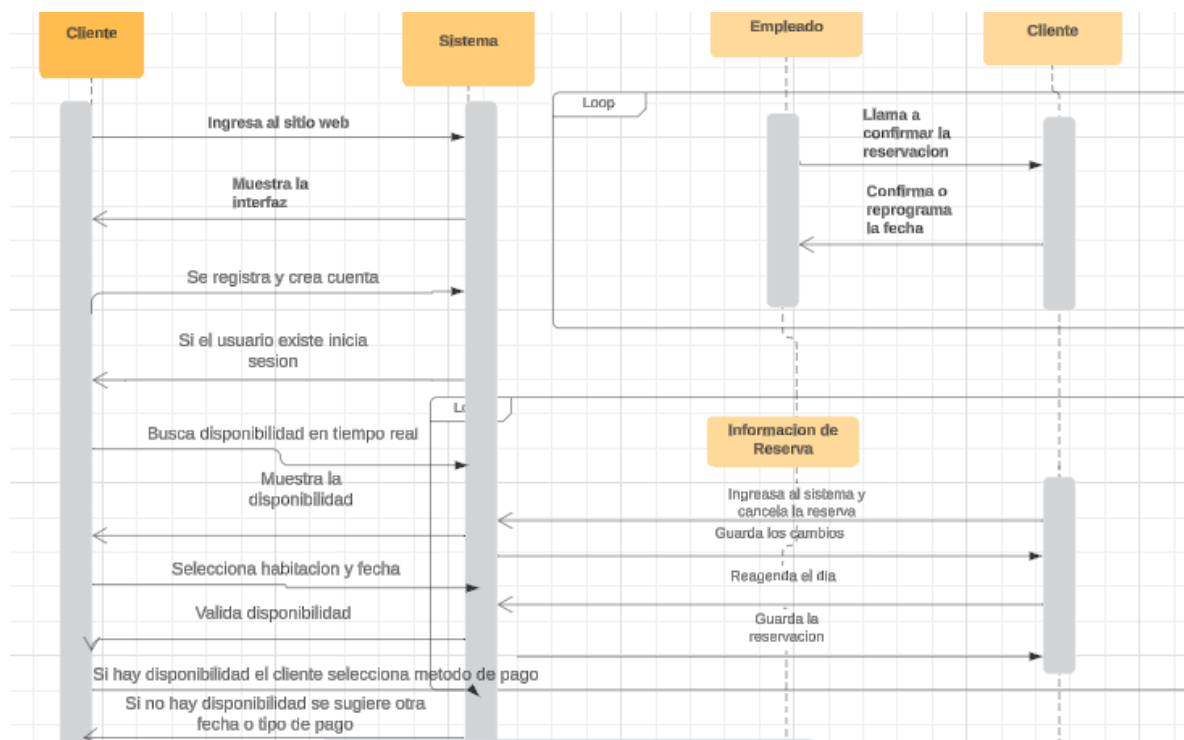 Cliente
Sistema
Empleado
Cliente
Loop
Llama a
confirmar la
reservacion
Confirma o
reprograma
la fecha
Ingresa al sitio web
Muestra la
interfaz
Se registra y crea cuenta
Si el usuario existe inicia
sesion
Busca disponibilidad en tiempo real
Muestra la
disponibilidad
Selecciona habitacion y fecha
Valida disponibilidad
Si hay disponibilidad el cliente selecciona metodo de pago
Si no hay disponibilidad se sugiere otra
fecha o tipo de pago
Informacion de
Reserva
Ingreasa al sistema y
cancela la reserva
Guarda los cambios
Reagenda el dia
Guarda la
reservacion